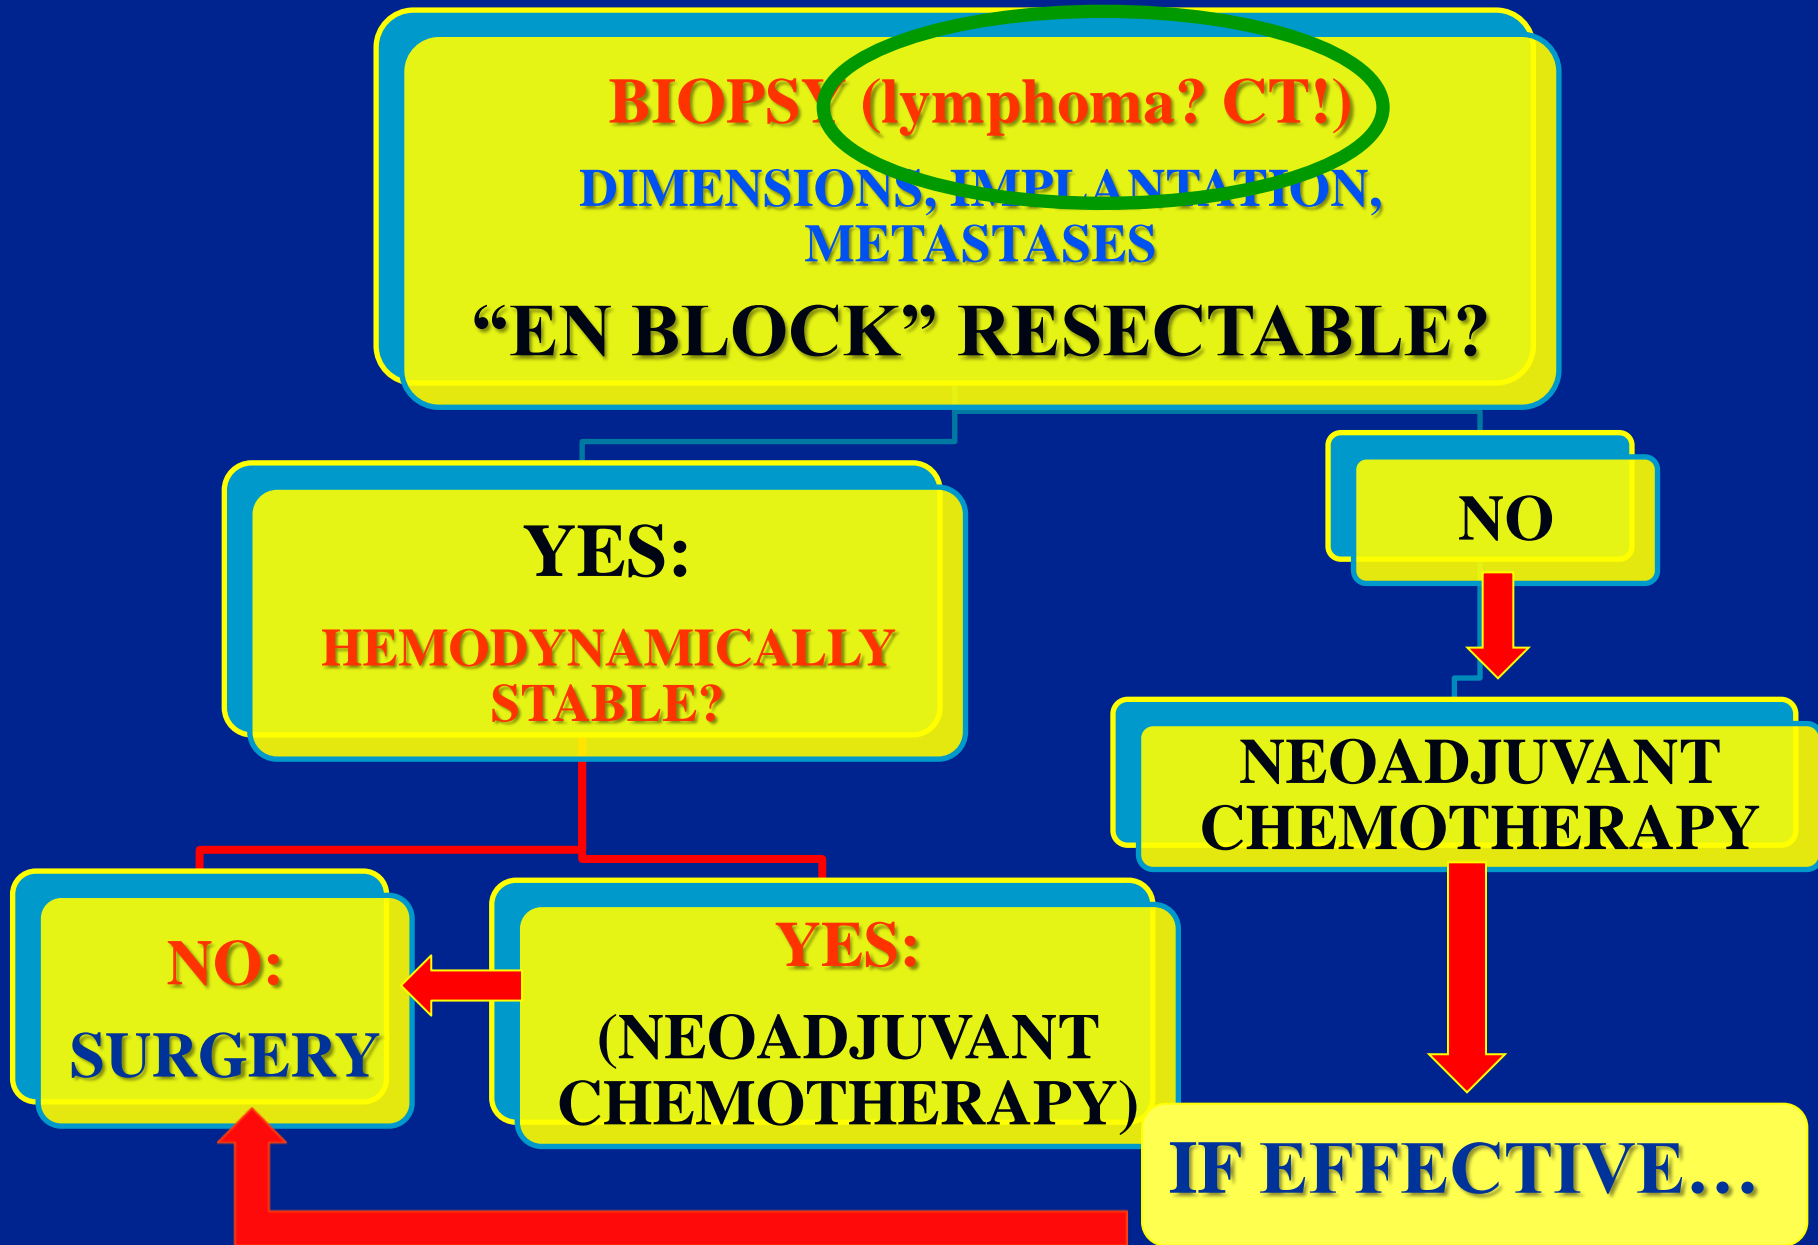 BIOPSY (lymphoma? CT!)
DIMENSIONS, IMPLANTATION,
METASTASES
“EN BLOCK” RESECTABLE?
YES:
HEMODYNAMICALLY
STABLE?
NO
NEOADJUVANT
CHEMOTHERAPY
NO:
SURGERY
YES:
(NEOADJUVANT
CHEMOTHERAPY)
IF EFFECTIVE…